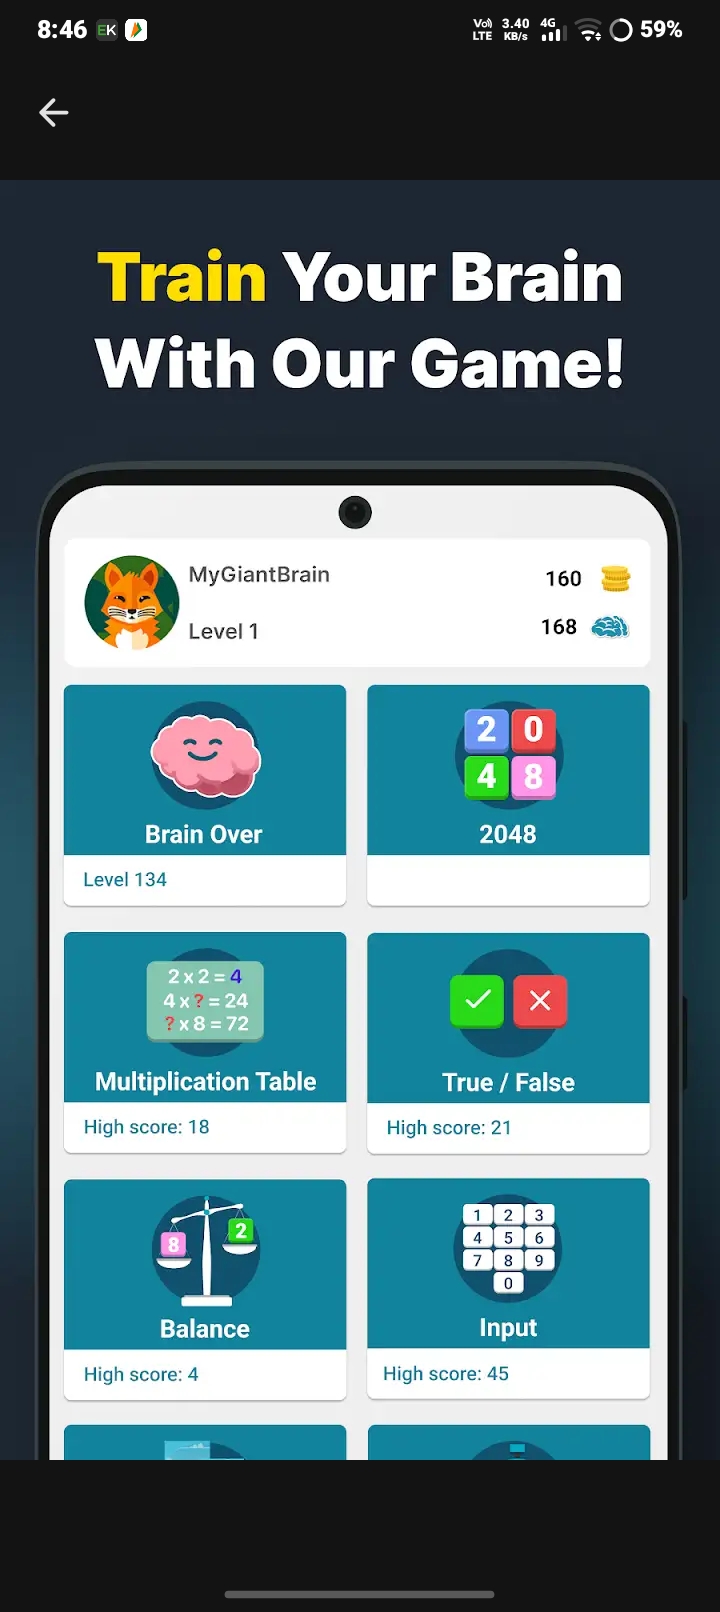 8:46 EK Vo) LTE 3.40 KB/s 4G 59%
Train Your Brain
With Our Game!
MyGiantBrain
160
Level 1
168
2 0
4 8
Brain Over
2048
Level 134
2 x 2 = 4
4 x ? = 24
? x 8 = 72
Multiplication Table
True / False
High score: 18
High score: 21
8 2
1 2 3
4 5 6
7 8 9
0
Balance
Input
High score: 4
High score: 45